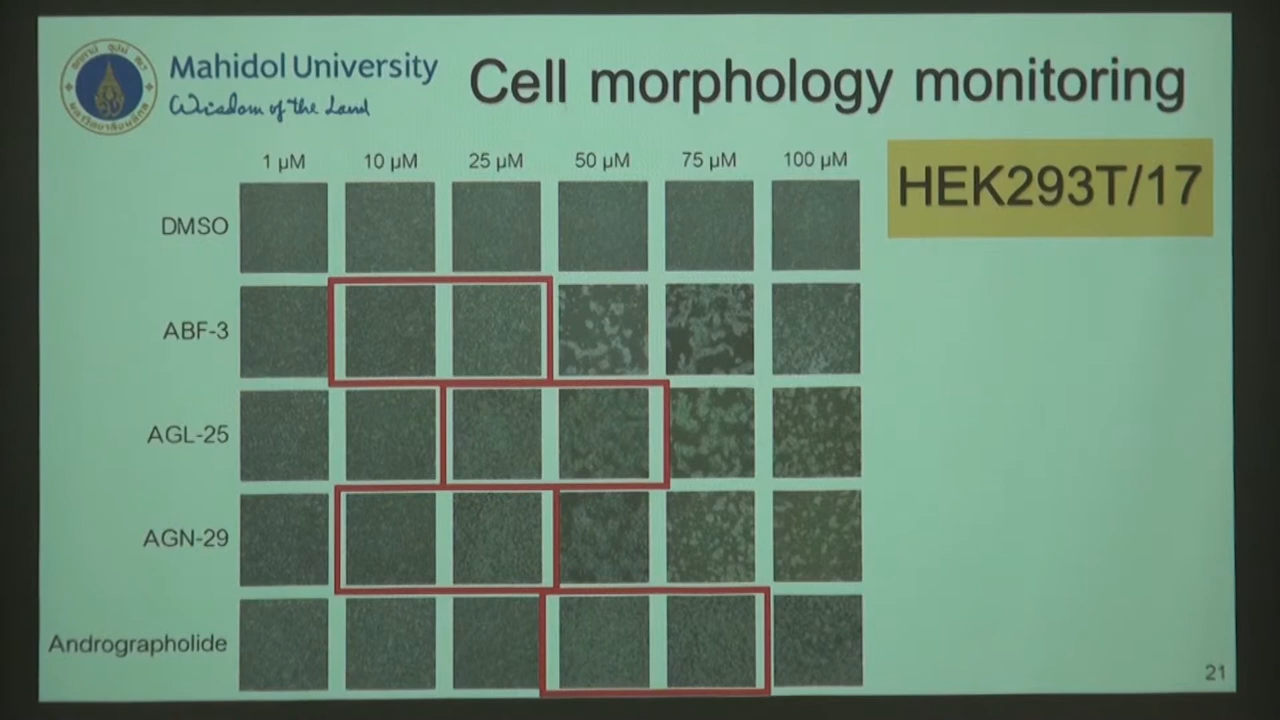 Mahidol University
Wisdom of the Land
Cell morphology monitoring
HEK293T/17
1 µM 10 µM 25 µM 50 µM 75 µM 100 µM
DMSO
ABF-3
AGL-25
AGN-29
Andrographolide
21